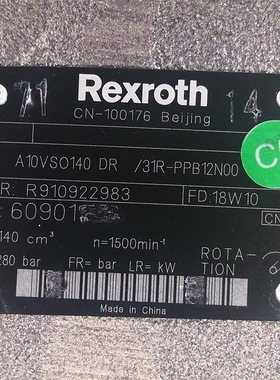 71 Rexroth 14
CN-100176 Beijing
A10VSO140 DR /31R-PPB12N00
R: R910922983 FD:18W10
: 60901
CN
140 cm³ n=1500min⁻¹
280 bar FR= bar LR= kW ROTA-
TION
Made in China